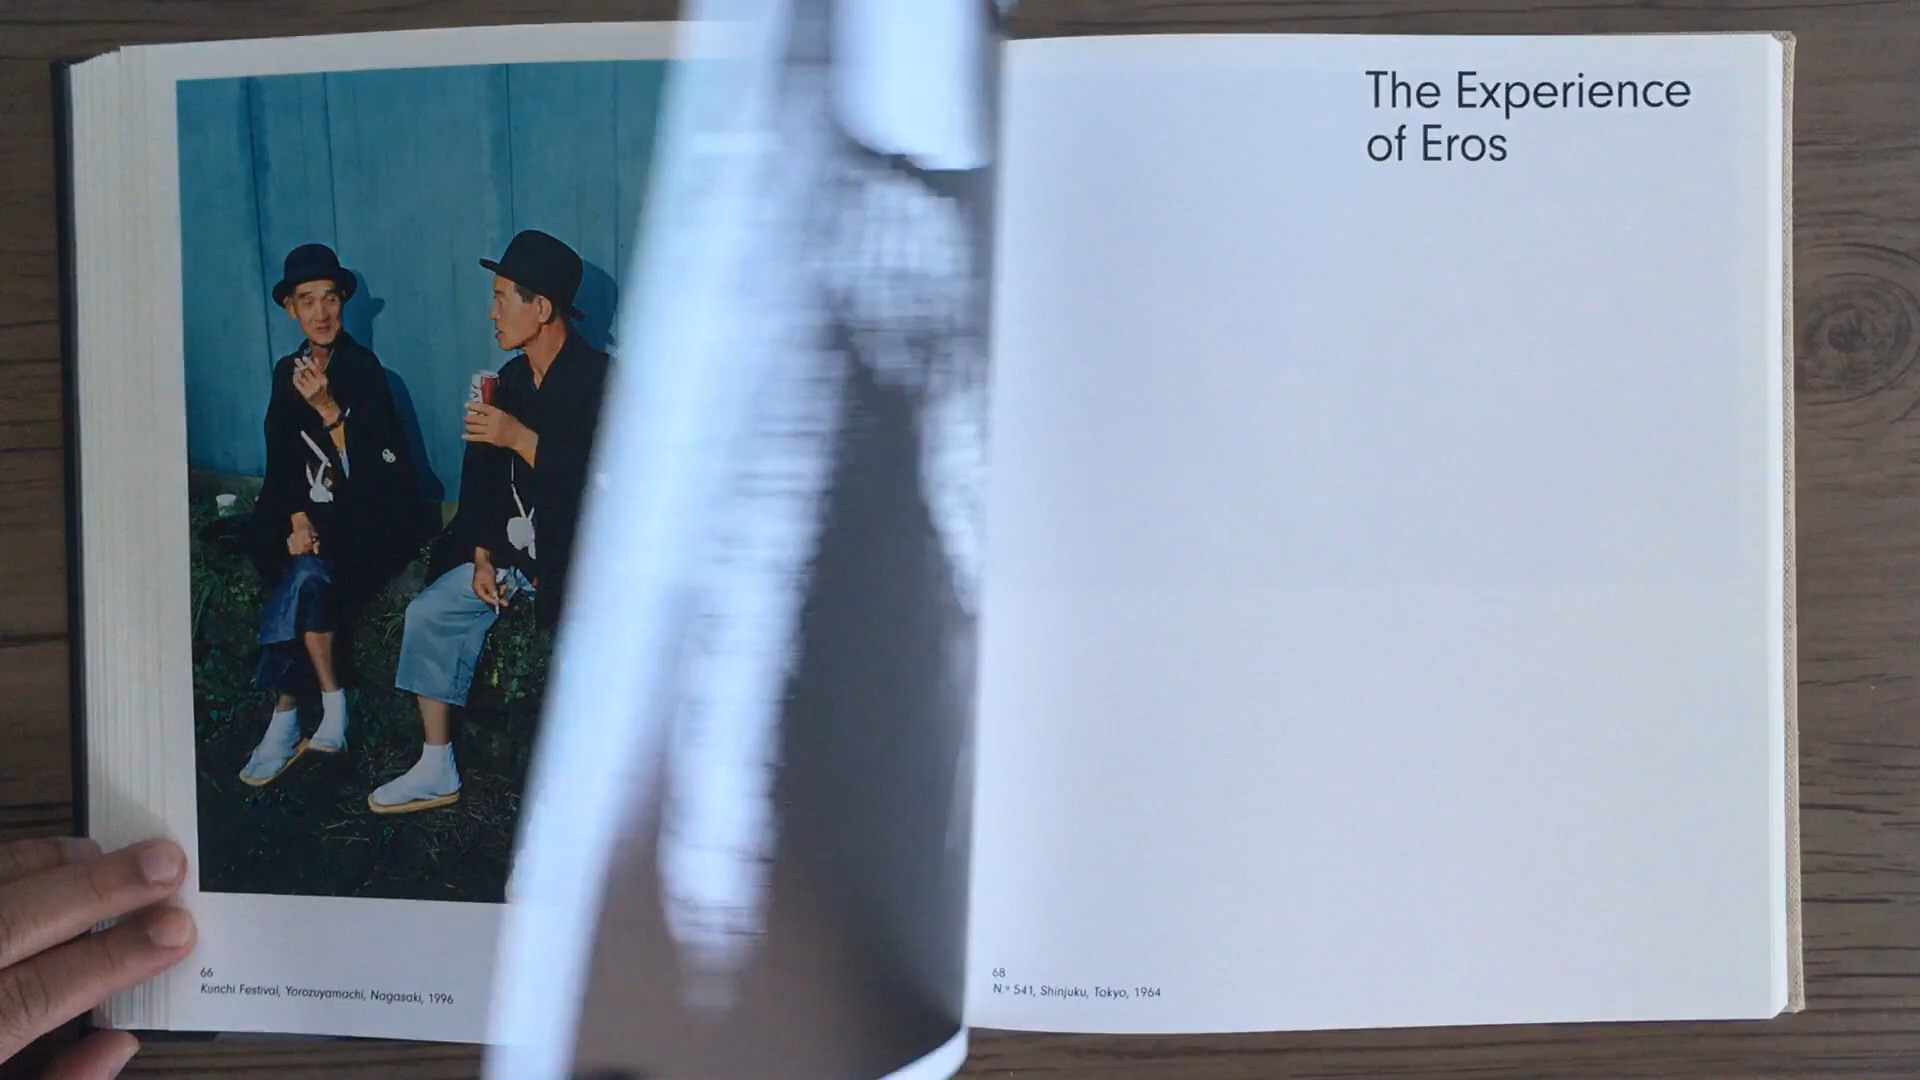 66
Kunchi Festival, Yorozuyamachi, Nagasaki, 1996
The Experience
of Eros
68
N.º 541, Shinjuku, Tokyo, 1964